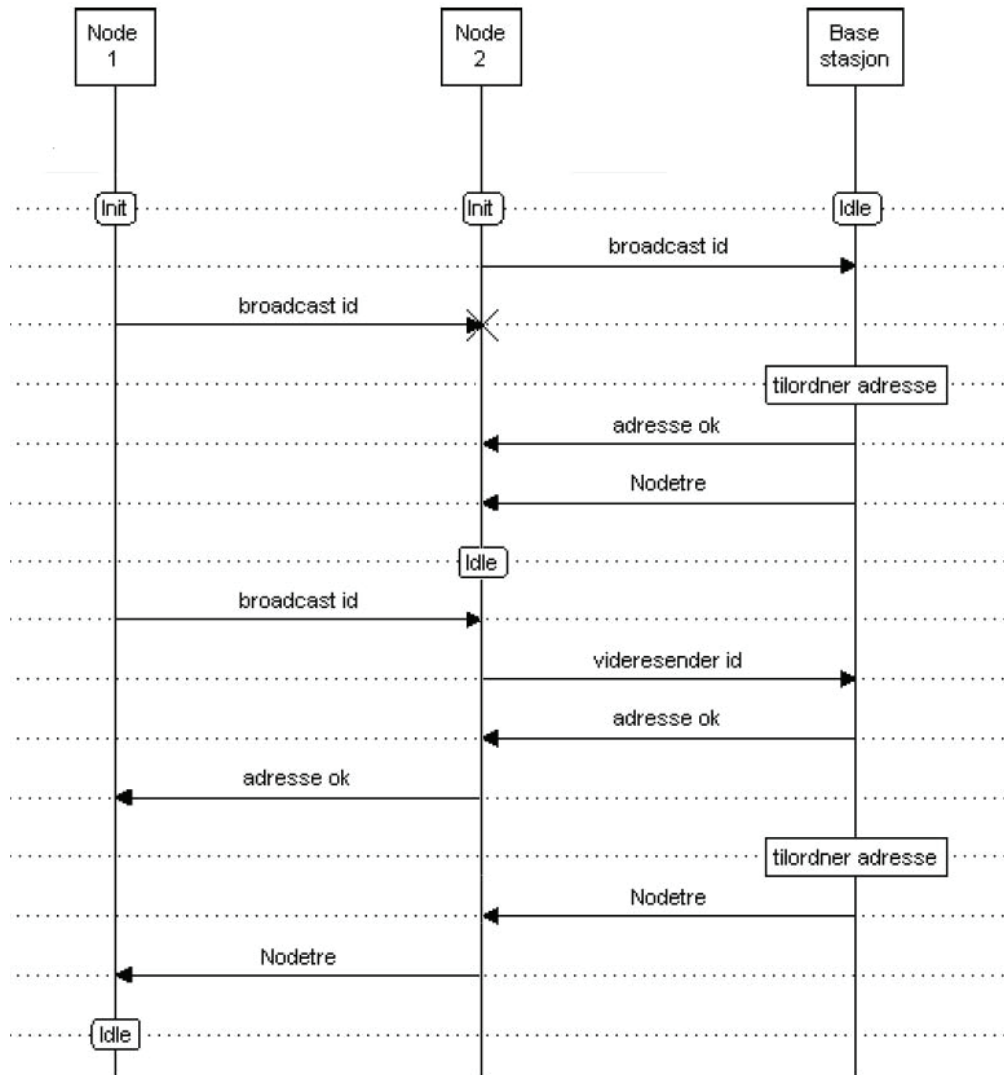 Node
1
Node
2
Base
stasjon
Init
Init
Idle
broadcast id
broadcast id
tilordner adresse
adresse ok
Nodetre
Idle
broadcast id
videresender id
adresse ok
adresse ok
tilordner adresse
Nodetre
Nodetre
Idle